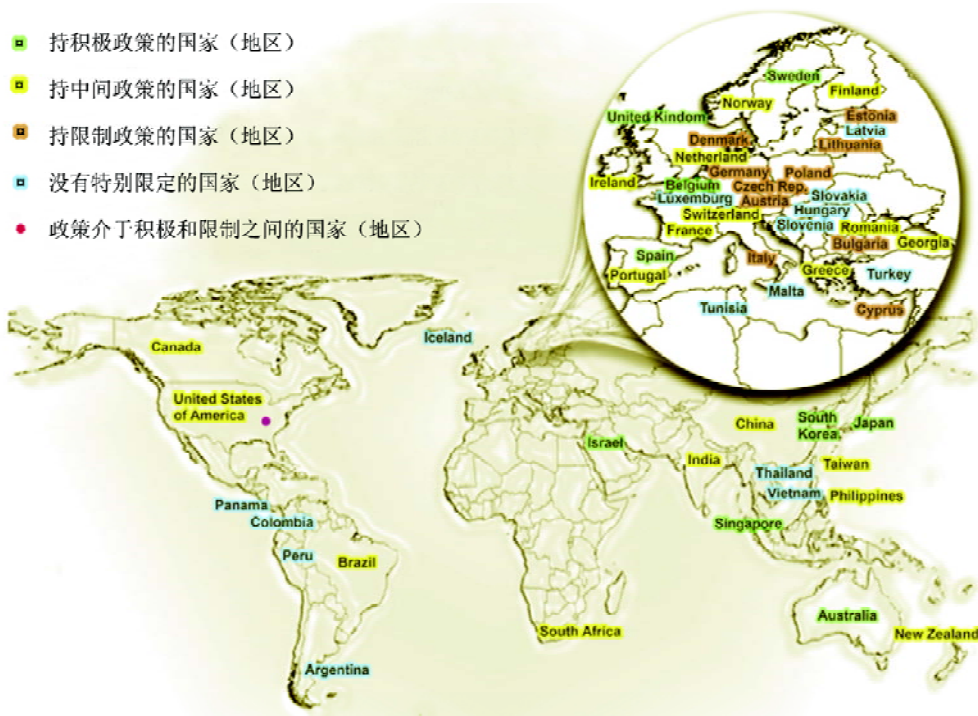 持积极政策的国家（地区）
持中间政策的国家（地区）
持限制政策的国家（地区）
没有特别限定的国家（地区）
政策介于积极和限制之间的国家（地区）
Sweden
Finland
Norway
United Kindom
Estonia
Latvia
Denmark
Lithuania
Netherland
Germany
Poland
Ireland
Belgium
Czech Rep.
Luxemburg
Austria
Slovakia
Switzerland
Hungary
France
Slovenia
Romania
Bulgaria
Georgia
Spain
Italy
Portugal
Greece
Turkey
Malta
Tunisia
Cyprus
Iceland
Canada
United States
of America
China
South
Korea
Japan
Israel
India
Taiwan
Thailand
Vietnam
Philippines
Panama
Colombia
Singapore
Peru
Brazil
Australia
South Africa
New Zealand
Argentina